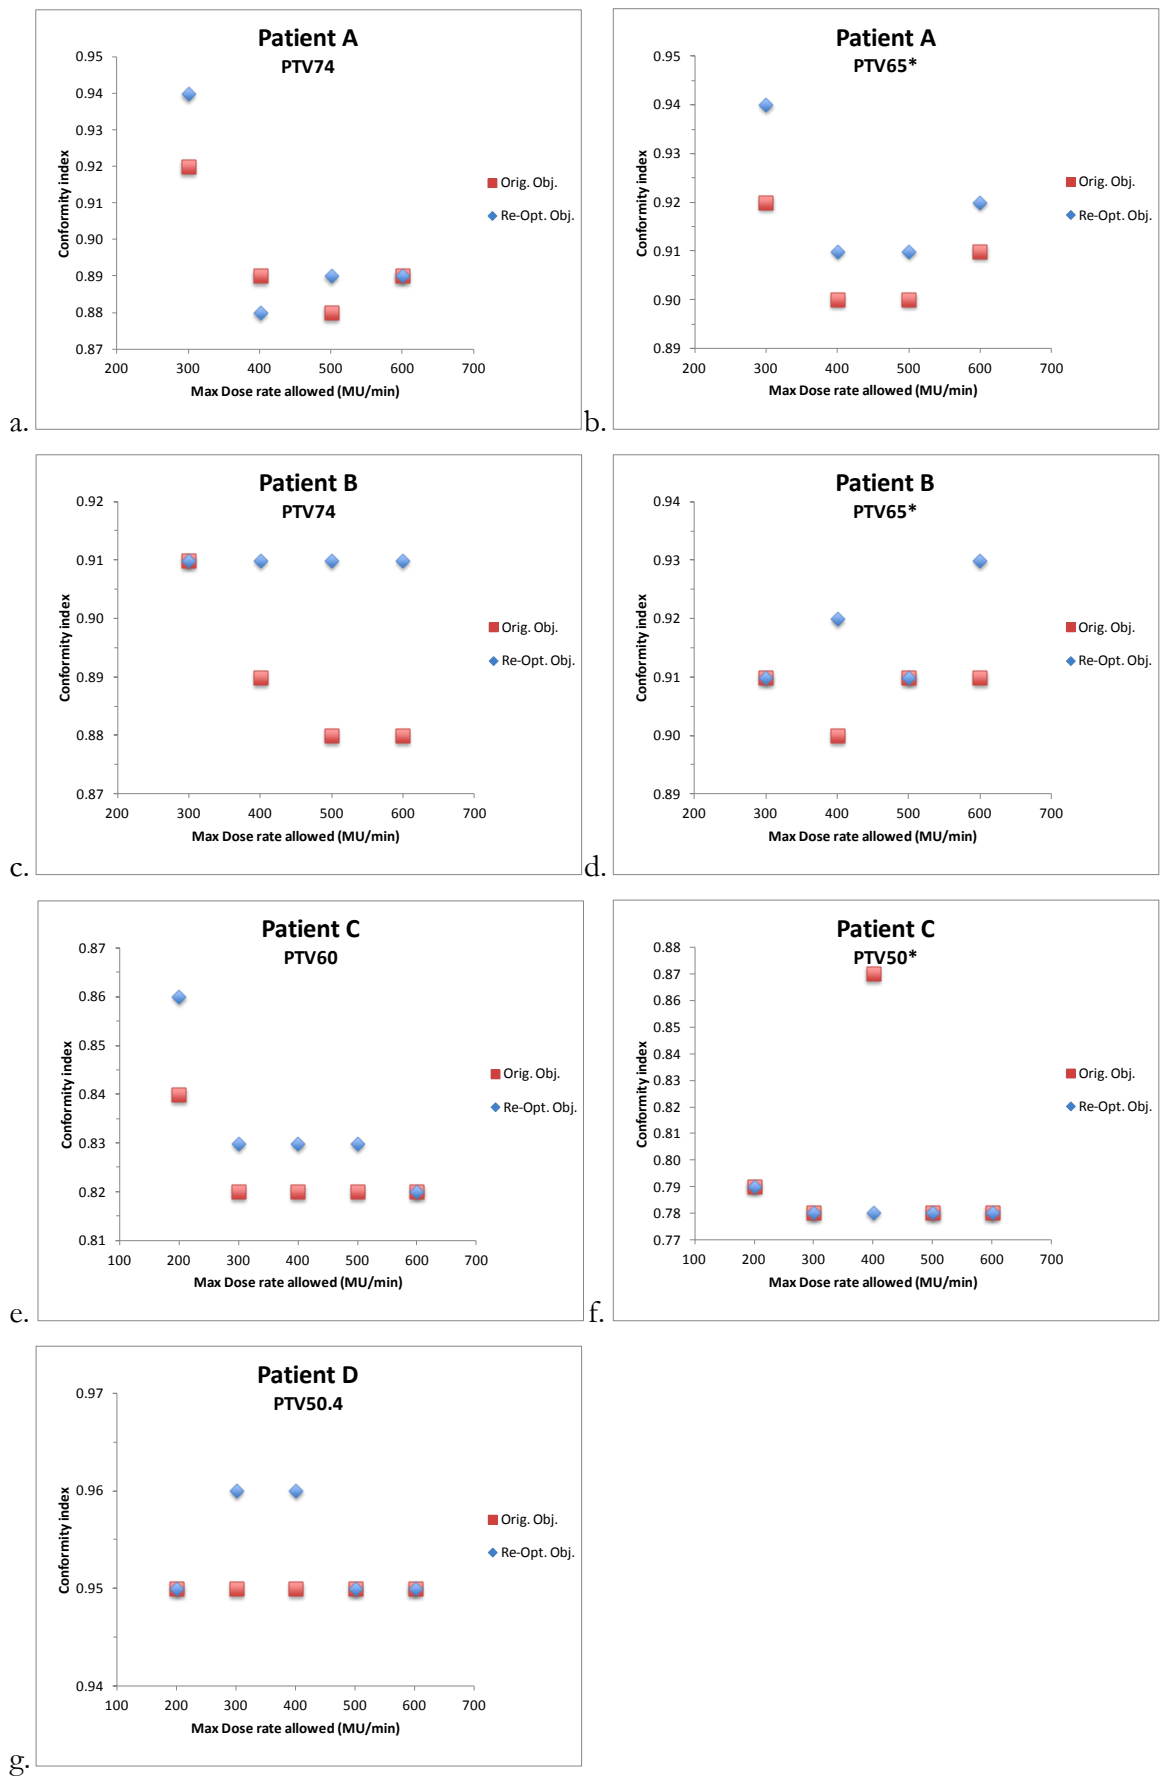 Patient A
PTV74
0.95
0.94
0.93
0.92
0.91
0.90
0.89
0.88
0.87
Conformity index
200 300 400 500 600 700
Max Dose rate allowed (MU/min)
Orig. Obj.
Re-Opt. Obj.
a.
Patient A
PTV65*
0.95
0.94
0.93
0.92
0.91
0.90
0.89
Conformity index
200 300 400 500 600 700
Max Dose rate allowed (MU/min)
Orig. Obj.
Re-Opt. Obj.
b.
Patient B
PTV74
0.92
0.91
0.90
0.89
0.88
0.87
Conformity index
200 300 400 500 600 700
Max Dose rate allowed (MU/min)
Orig. Obj.
Re-Opt. Obj.
c.
Patient B
PTV65*
0.94
0.93
0.92
0.91
0.90
0.89
Conformity index
200 300 400 500 600 700
Max Dose rate allowed (MU/min)
Orig. Obj.
Re-Opt. Obj.
d.
Patient C
PTV60
0.87
0.86
0.85
0.84
0.83
0.82
0.81
Conformity index
100 200 300 400 500 600 700
Max Dose rate allowed (MU/min)
Orig. Obj.
Re-Opt. Obj.
e.
Patient C
PTV50*
0.88
0.87
0.86
0.85
0.84
0.83
0.82
0.81
0.80
0.79
0.78
0.77
Conformity index
100 200 300 400 500 600 700
Max Dose rate allowed (MU/min)
Orig. Obj.
Re-Opt. Obj.
f.
Patient D
PTV50.4
0.97
0.96
0.95
0.94
Conformity index
100 200 300 400 500 600 700
Max Dose rate allowed (MU/min)
Orig. Obj.
Re-Opt. Obj.
g.